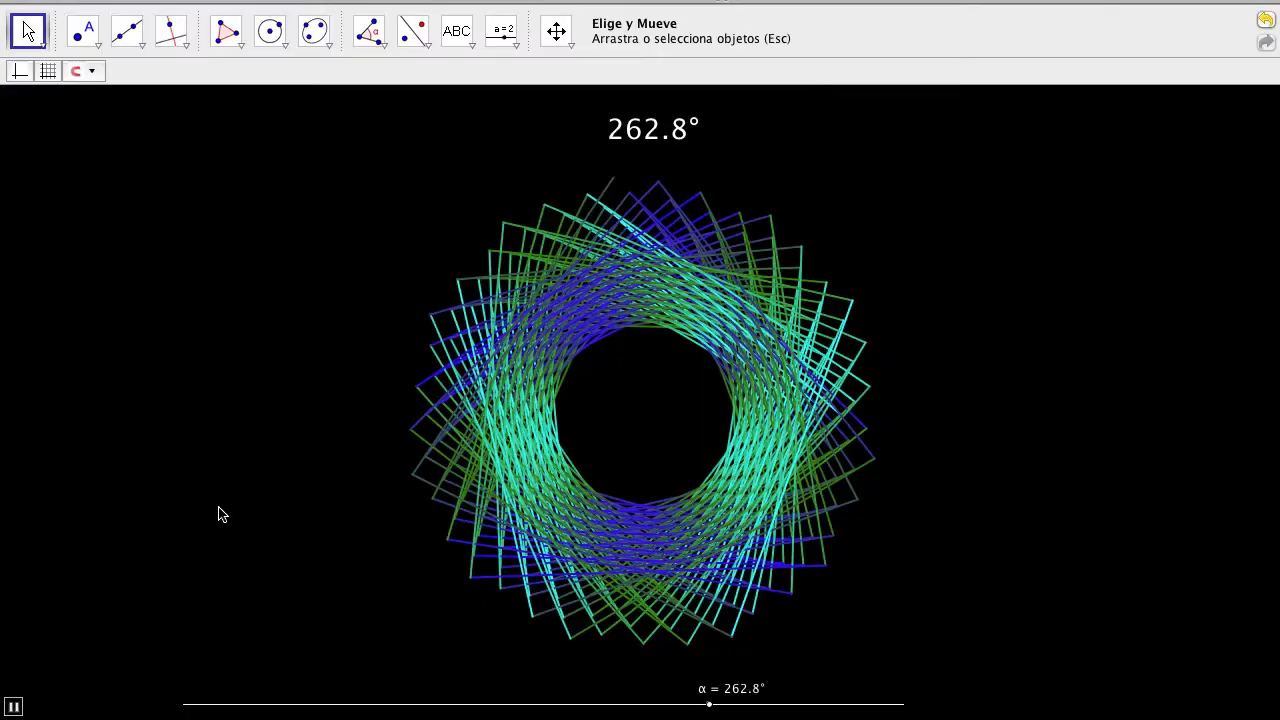 A
α
ABC
a=2
Elige y Mueve
Arrastra o selecciona objetos (Esc)
262.8°
α = 262.8°